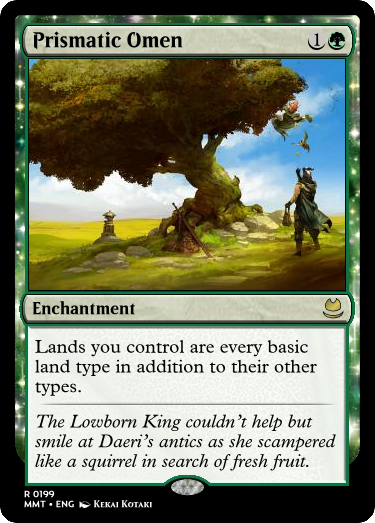 Prismatic Omen 1
Enchantment
Lands you control are every basic
land type in addition to their other
types.
The Lowborn King couldn't help but
smile at Daeri's antics as she scampered
like a squirrel in search of fresh fruit.
R 0199
MMT • ENG Kekai Kotaki